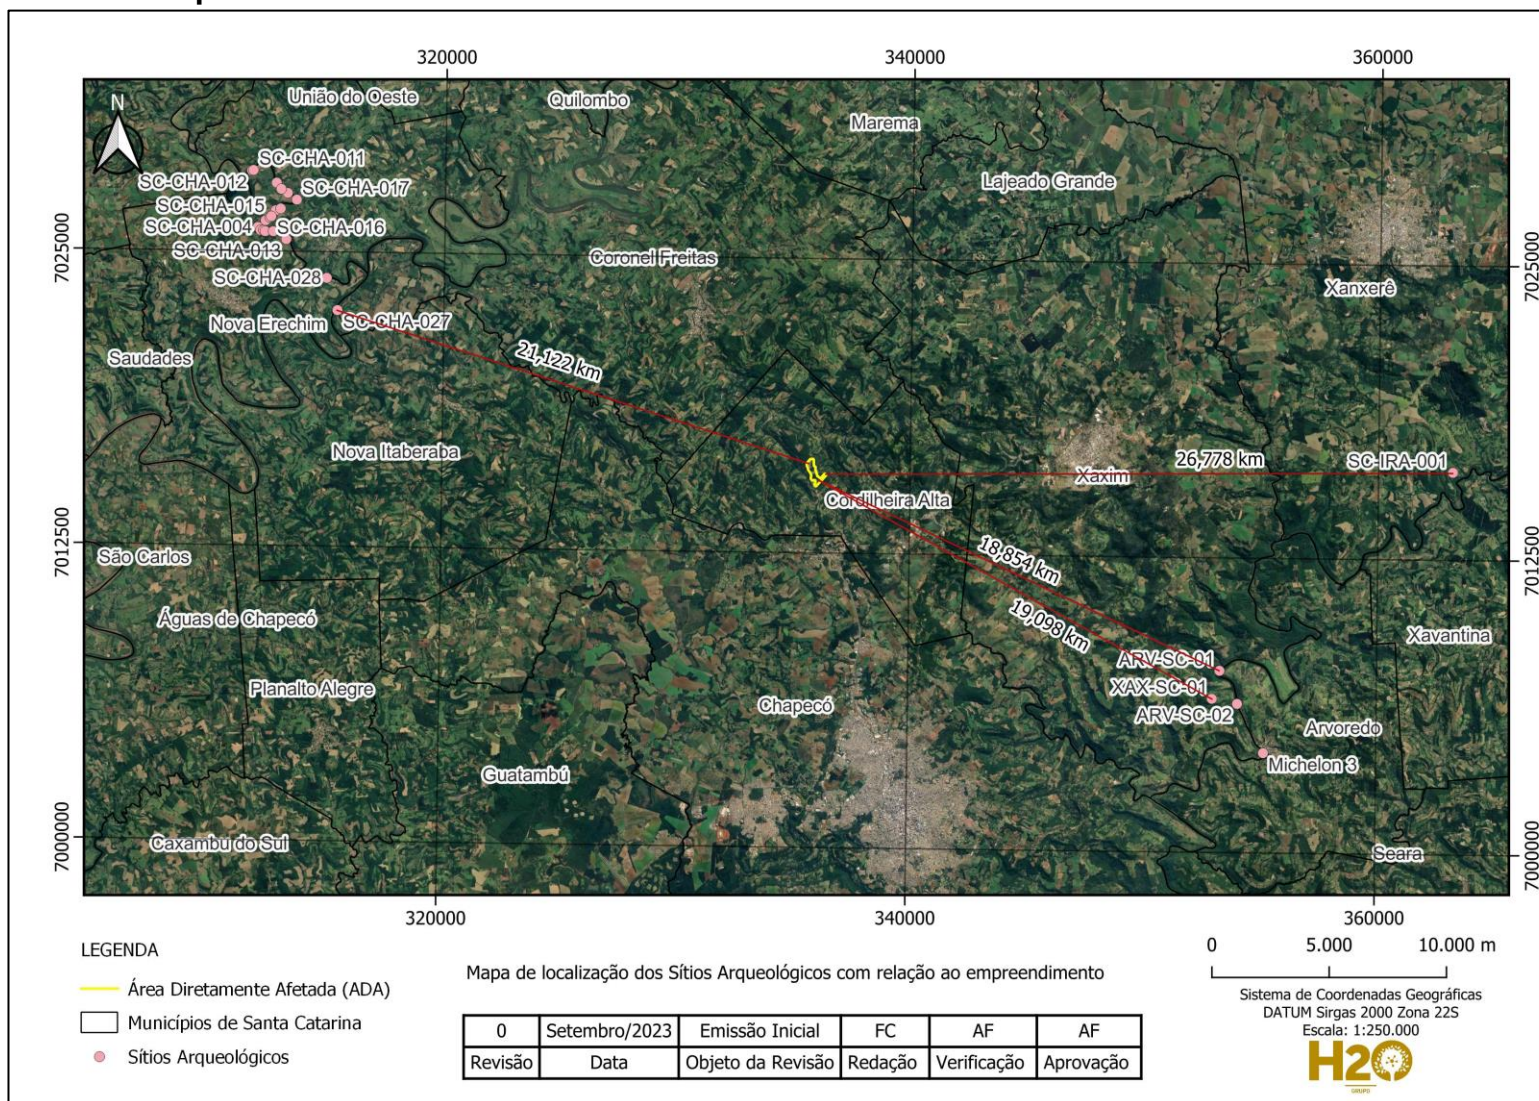 320000
340000
360000
N
União do Oeste
Quilombo
Marema
SC-CHA-011
SC-CHA-012
SC-CHA-017
Lajeado Grande
SC-CHA-015
SC-CHA-004
SC-CHA-016
SC-CHA-013
7025000
7025000
Coronel Freitas
SC-CHA-028
Xanxerê
Nova Erechim
SC-CHA-027
Saudades
21,122 km
Nova Itaberaba
26,778 km
SC-IRA-001
Xaxim
Cordilheira Alta
7012500
7012500
São Carlos
18,854 km
19,098 km
Águas de Chapecó
Xavantina
ARV-SC-01
Planalto Alegre
XAX-SC-01
Chapecó
ARV-SC-02
Arvoredo
Michelon 3
Guatambú
7000000
7000000
Caxambu do Sul
Seara
320000
340000
360000
LEGENDA
Área Diretamente Afetada (ADA)
Municípios de Santa Catarina
Sítios Arqueológicos
Mapa de localização dos Sítios Arqueológicos com relação ao empreendimento
0 Setembro/2023 Emissão Inicial FC AF AF
Revisão Data Objeto da Revisão Redação Verificação Aprovação
0 5.000 10.000 m
Sistema de Coordenadas Geográficas
DATUM Sirgas 2000 Zona 22S
Escala: 1:250.000
H2O
GRUPO